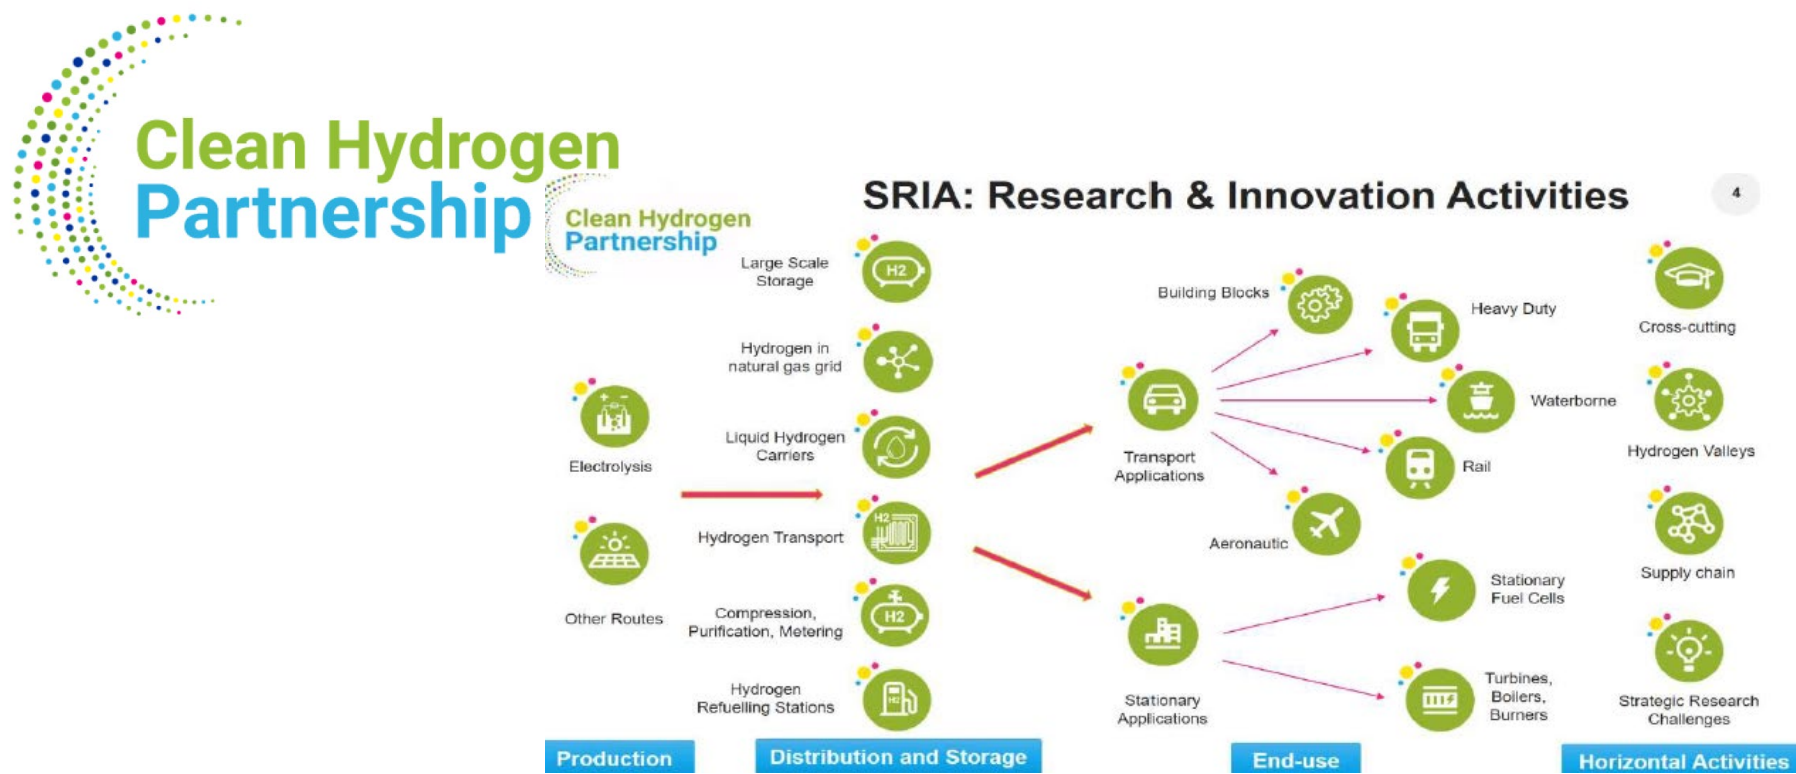 Clean Hydrogen
Partnership
Clean Hydrogen
Partnership
SRIA: Research & Innovation Activities
4
Electrolysis
Other Routes
Production
Large Scale
Storage
H2
Hydrogen in
natural gas grid
Liquid Hydrogen
Carriers
Hydrogen Transport
H2
Compression,
Purification, Metering
H2
Hydrogen
Refuelling Stations
H2
Distribution and Storage
Transport
Applications
Building Blocks
Heavy Duty
Waterborne
Rail
Aeronautic
Stationary
Applications
Stationary
Fuel Cells
Turbines,
Boilers,
Burners
End-use
Cross-cutting
Hydrogen Valleys
Supply chain
Strategic Research
Challenges
Horizontal Activities